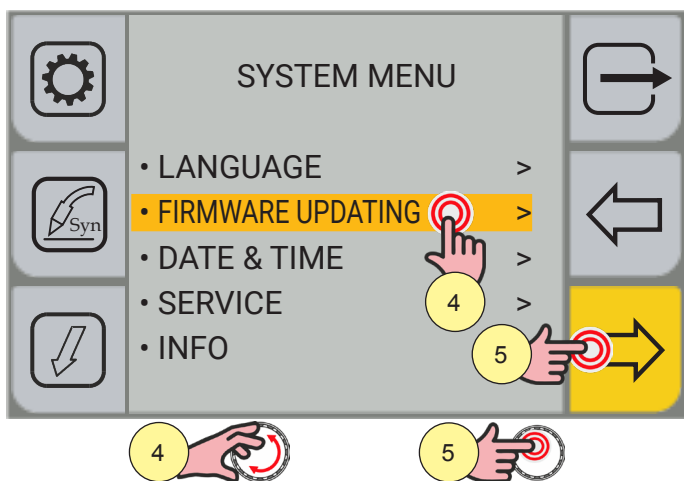 SYSTEM MENU
• LANGUAGE >
• FIRMWARE UPDATING >
• DATE & TIME >
• SERVICE >
• INFO
Syn
4
5
4
5